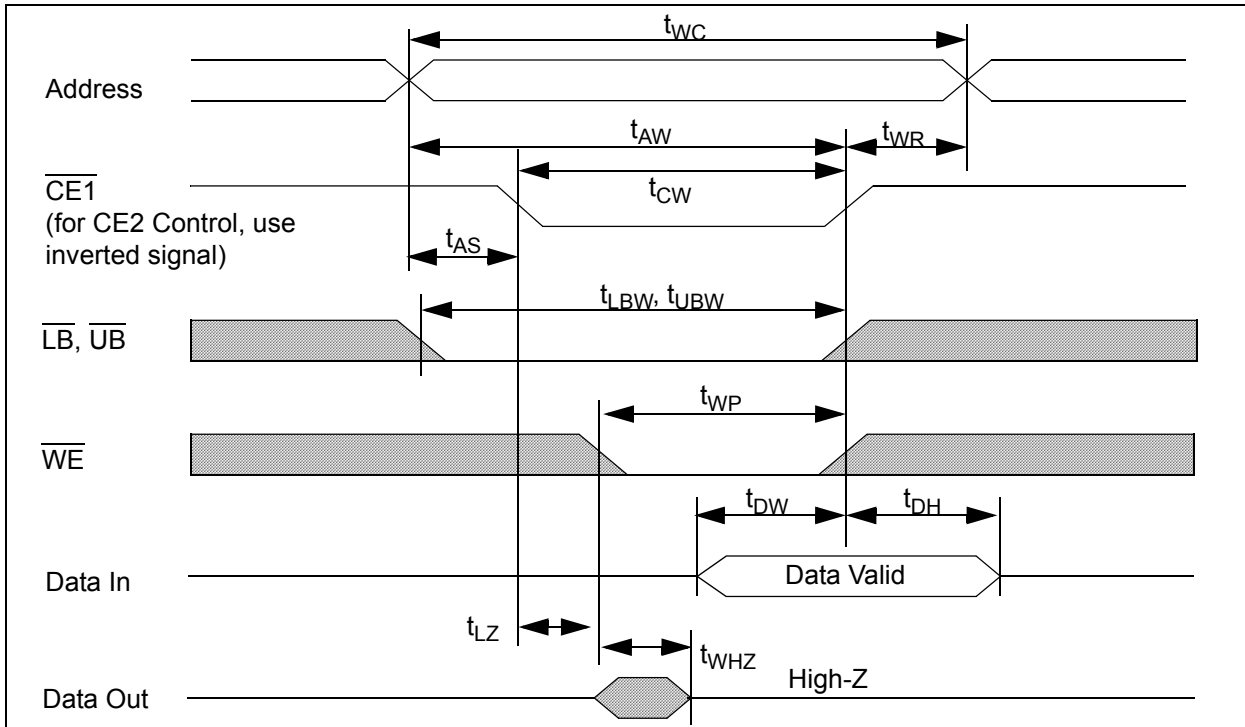 tWC
Address
tAW
tWR
CE1
(for CE2 Control, use
inverted signal)
tCW
tAS
tLBW, tUBW
LB, UB
tWP
WE
tDW
tDH
Data In
Data Valid
tLZ
tWHZ
High-Z
Data Out